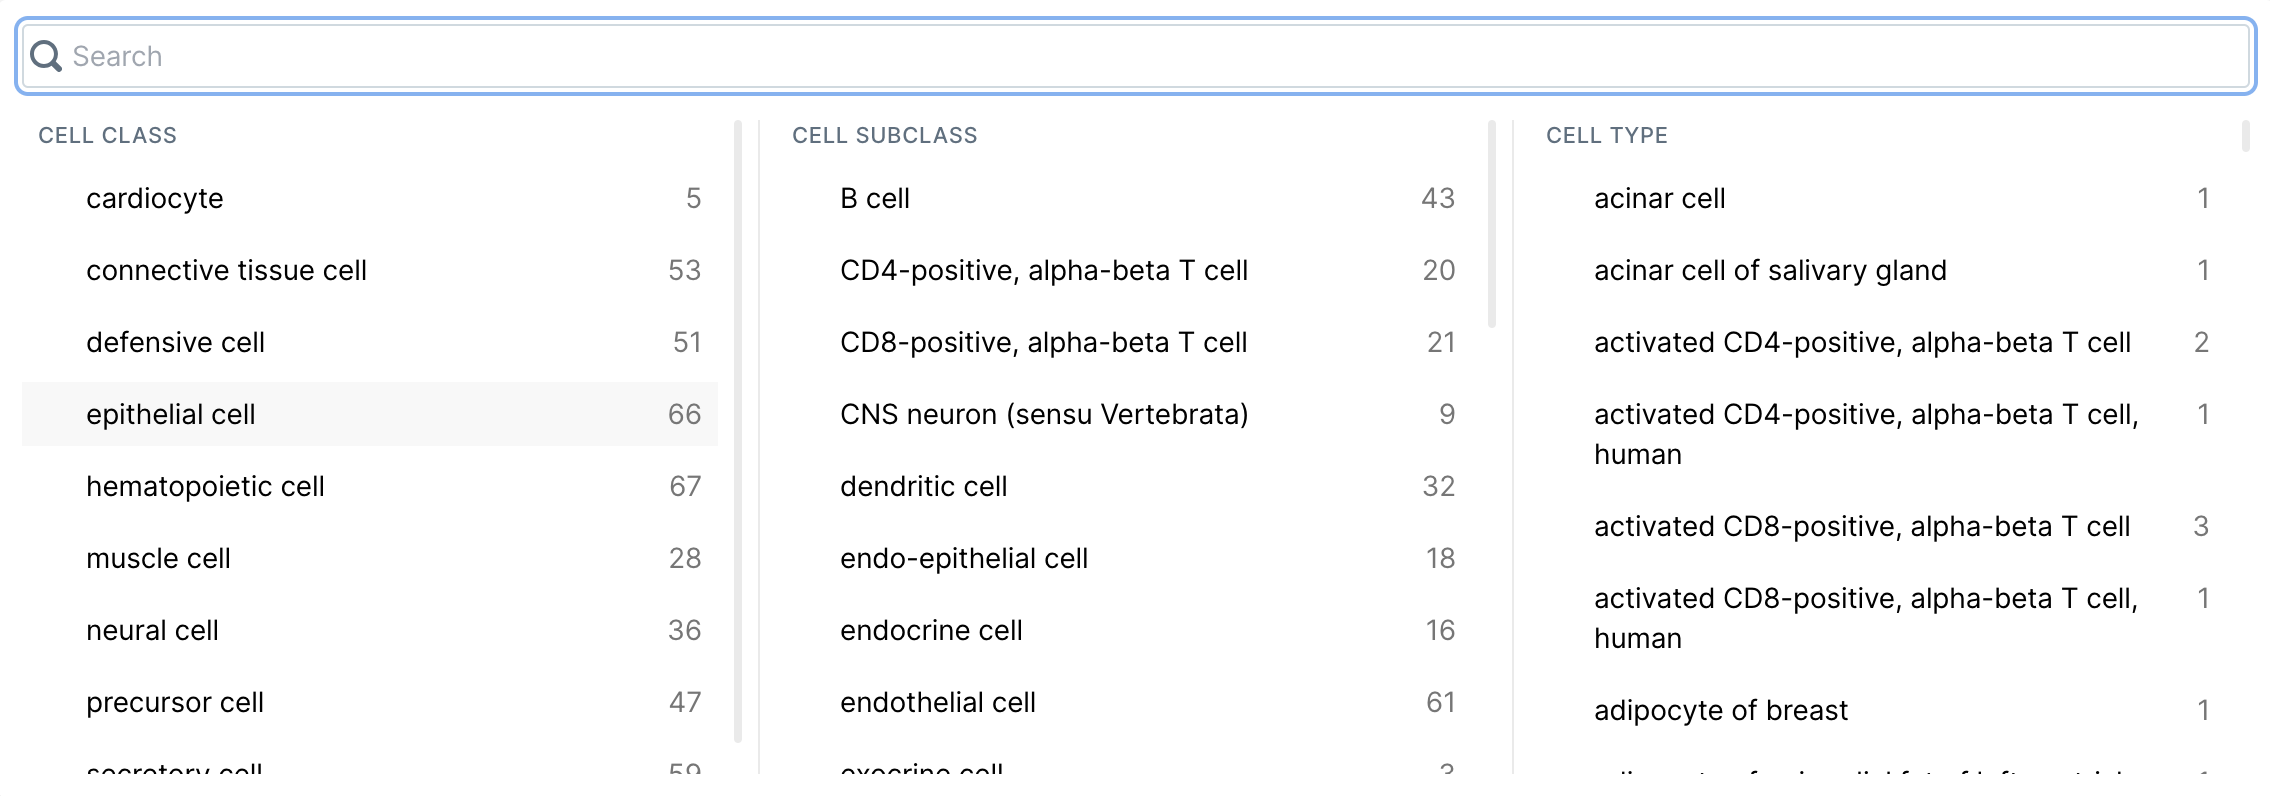 Search
CELL CLASS
cardiocyte 5
connective tissue cell 53
defensive cell 51
epithelial cell 66
hematopoietic cell 67
muscle cell 28
neural cell 36
precursor cell 47
secretory cell 59
CELL SUBCLASS
B cell 43
CD4-positive, alpha-beta T cell 20
CD8-positive, alpha-beta T cell 21
CNS neuron (sensu Vertebrata) 9
dendritic cell 32
endo-epithelial cell 18
endocrine cell 16
endothelial cell 61
exocrine cell 3
CELL TYPE
acinar cell 1
acinar cell of salivary gland 1
activated CD4-positive, alpha-beta T cell 2
activated CD4-positive, alpha-beta T cell, 1
human
activated CD8-positive, alpha-beta T cell 3
activated CD8-positive, alpha-beta T cell, 1
human
adipocyte of breast 1